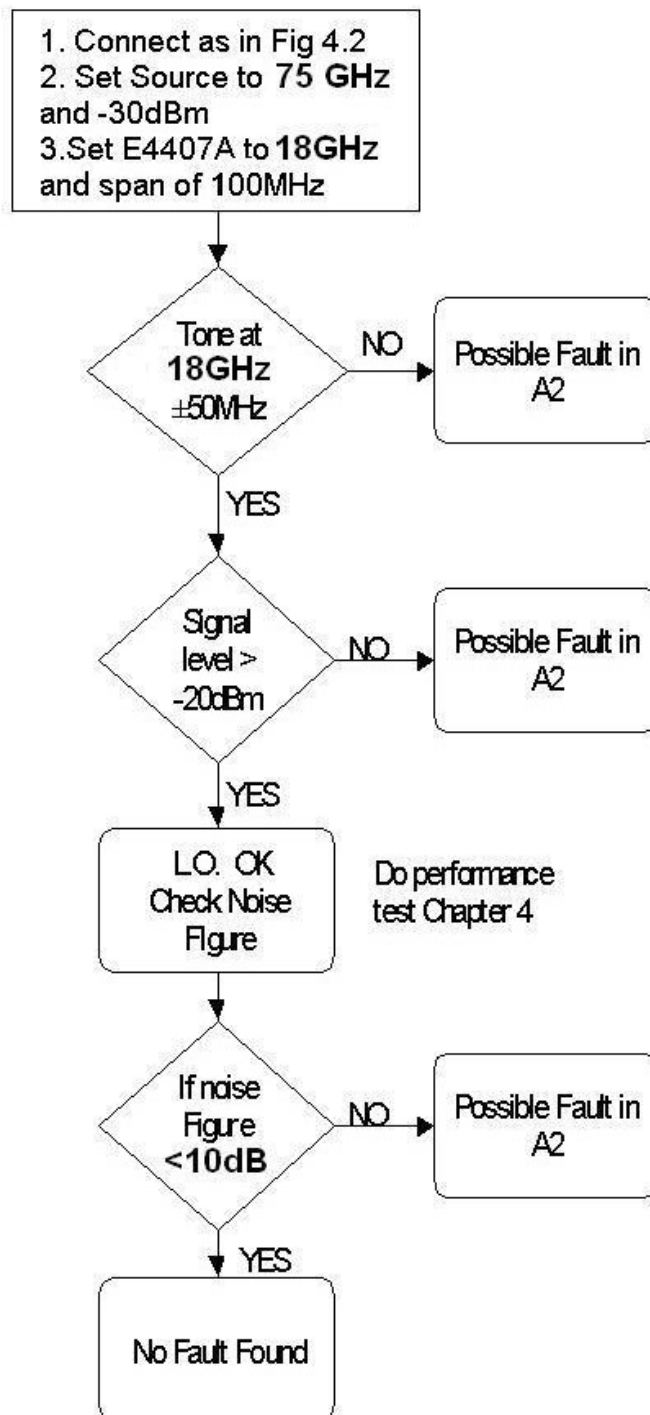 1. Connect as in Fig 4.2
2. Set Source to 75 GHz
and -30dBm
3.Set E4407A to 18GHz
and span of 100MHz
Tone at
18GHz
±50MHz
NO
Possible Fault in
A2
YES
Signal
level >
-20dBm
NO
Possible Fault in
A2
YES
L.O. OK
Check Noise
Figure
Do performance
test Chapter 4
If noise
Figure
<10dB
NO
Possible Fault in
A2
YES
No Fault Found